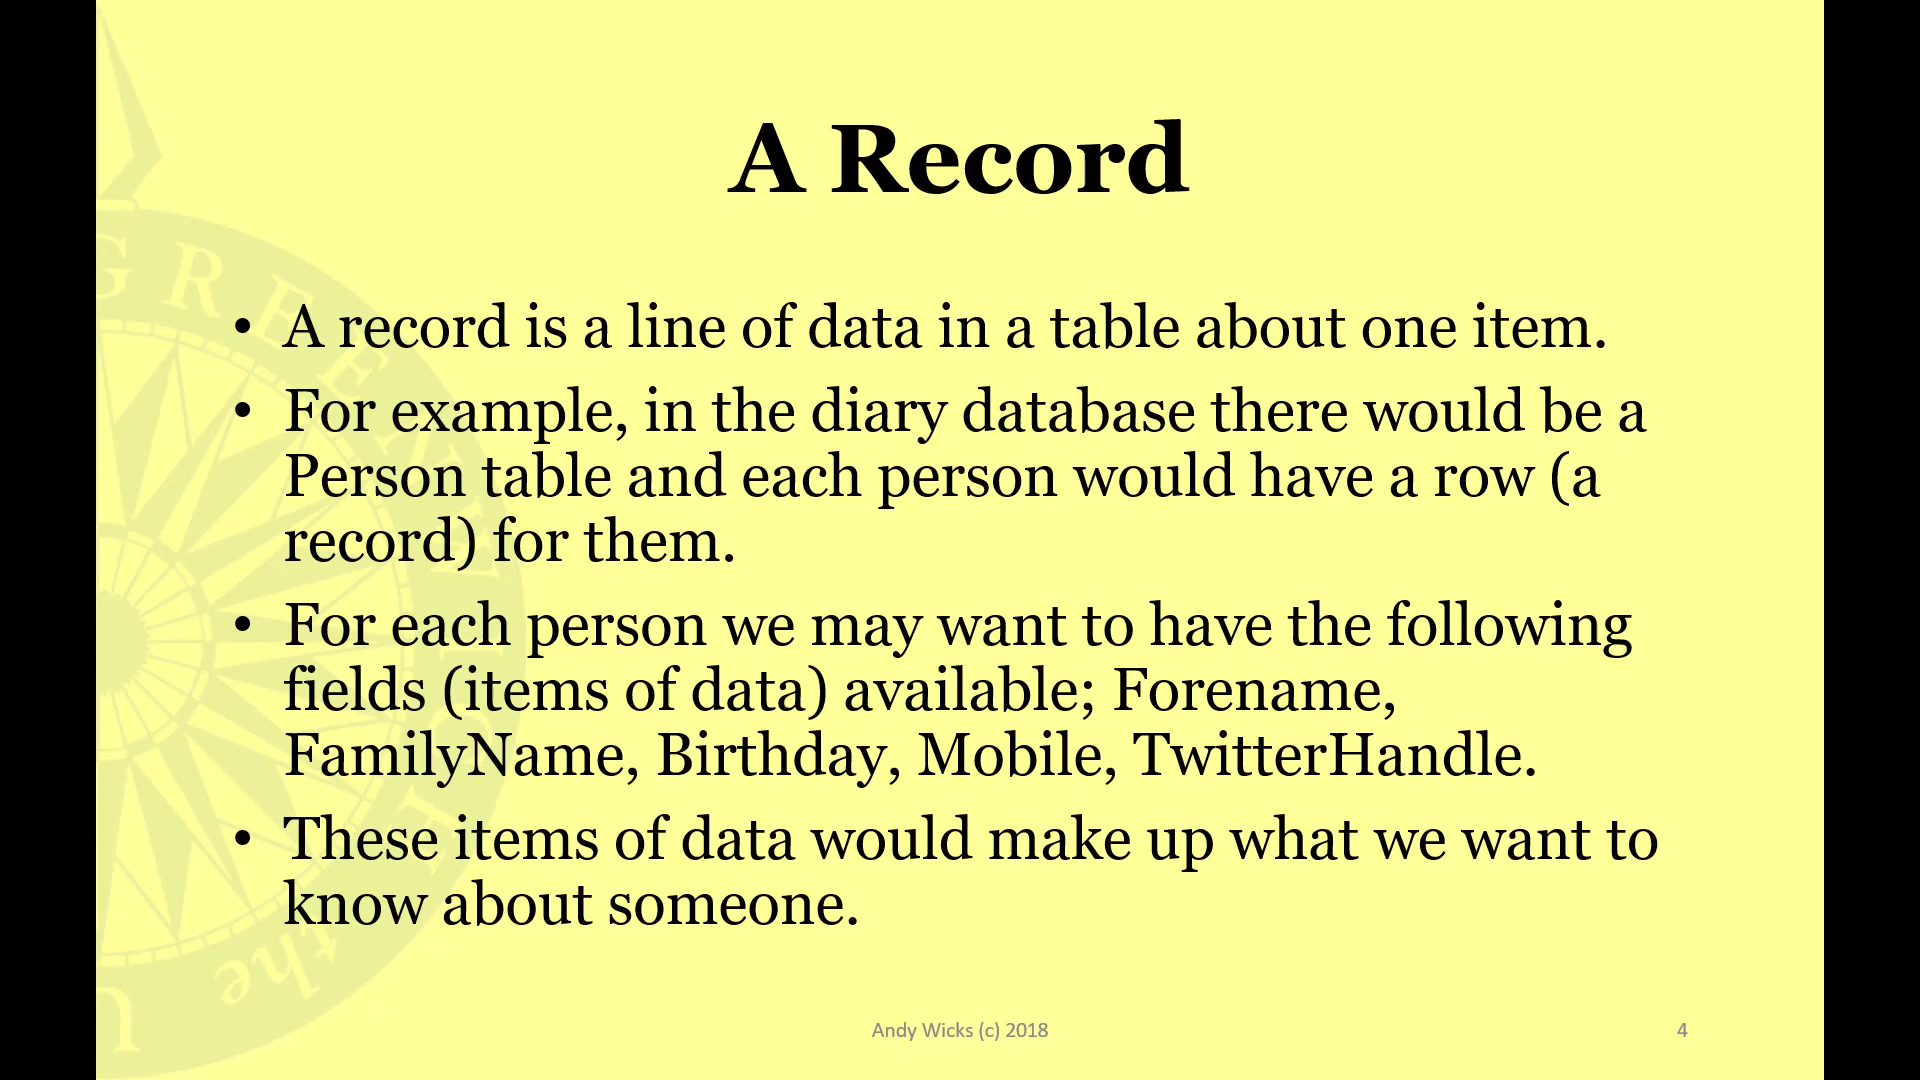 A Record
• A record is a line of data in a table about one item.
• For example, in the diary database there would be a
Person table and each person would have a row (a
record) for them.
• For each person we may want to have the following
fields (items of data) available; Forename,
FamilyName, Birthday, Mobile, TwitterHandle.
• These items of data would make up what we want to
know about someone.
Andy Wicks (c) 2018
4
GREENWICH
the
U